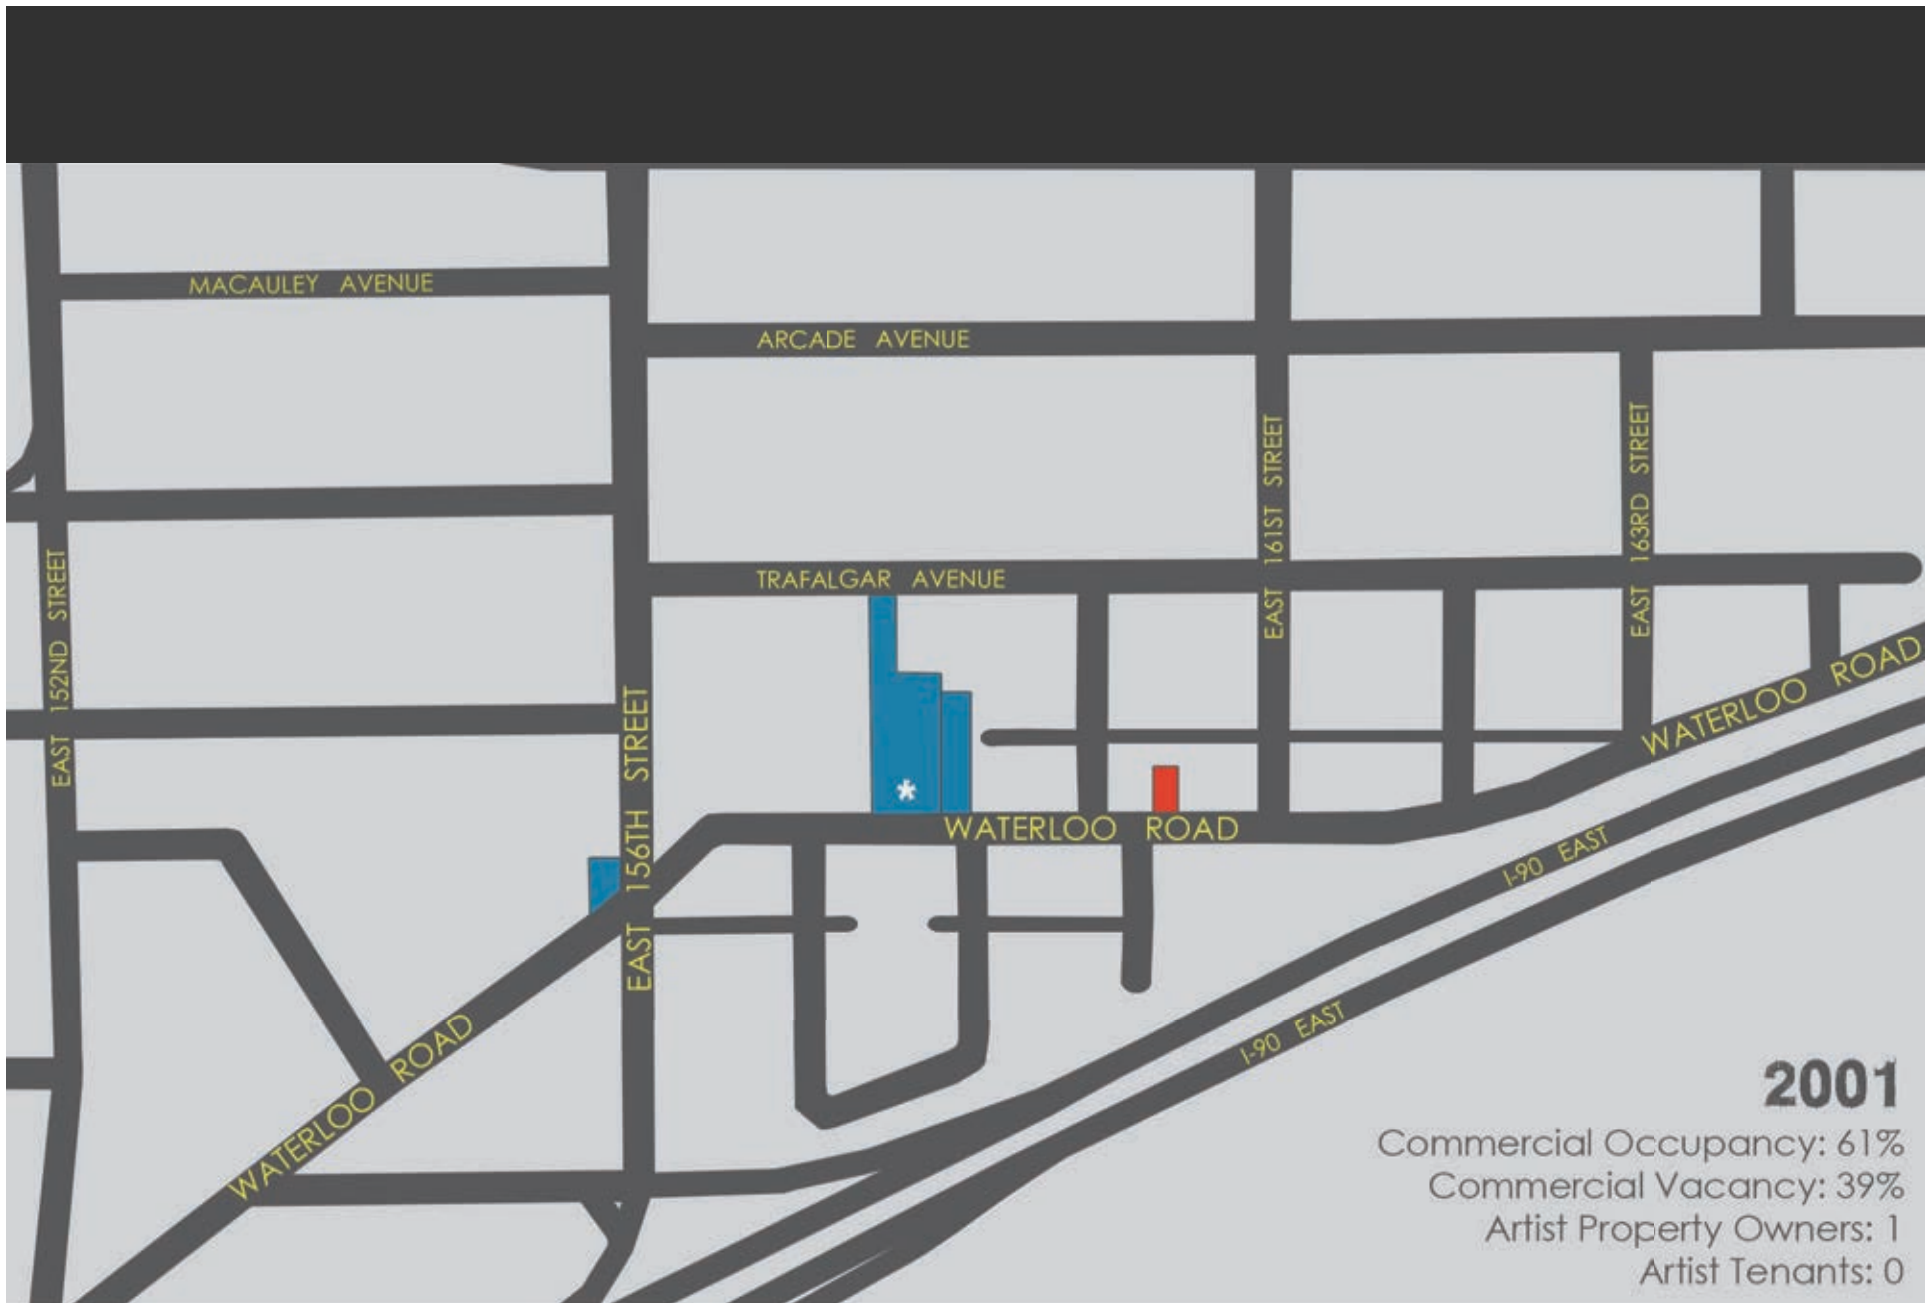 MACAULEY AVENUE
ARCADE AVENUE
EAST 161ST STREET
EAST 163RD STREET
EAST 152ND STREET
TRAFALGAR AVENUE
WATERLOO ROAD
EAST 156TH STREET
*
WATERLOO ROAD
I-90 EAST
I-90 EAST
WATERLOO ROAD
2001
Commercial Occupancy: 61%
Commercial Vacancy: 39%
Artist Property Owners: 1
Artist Tenants: 0